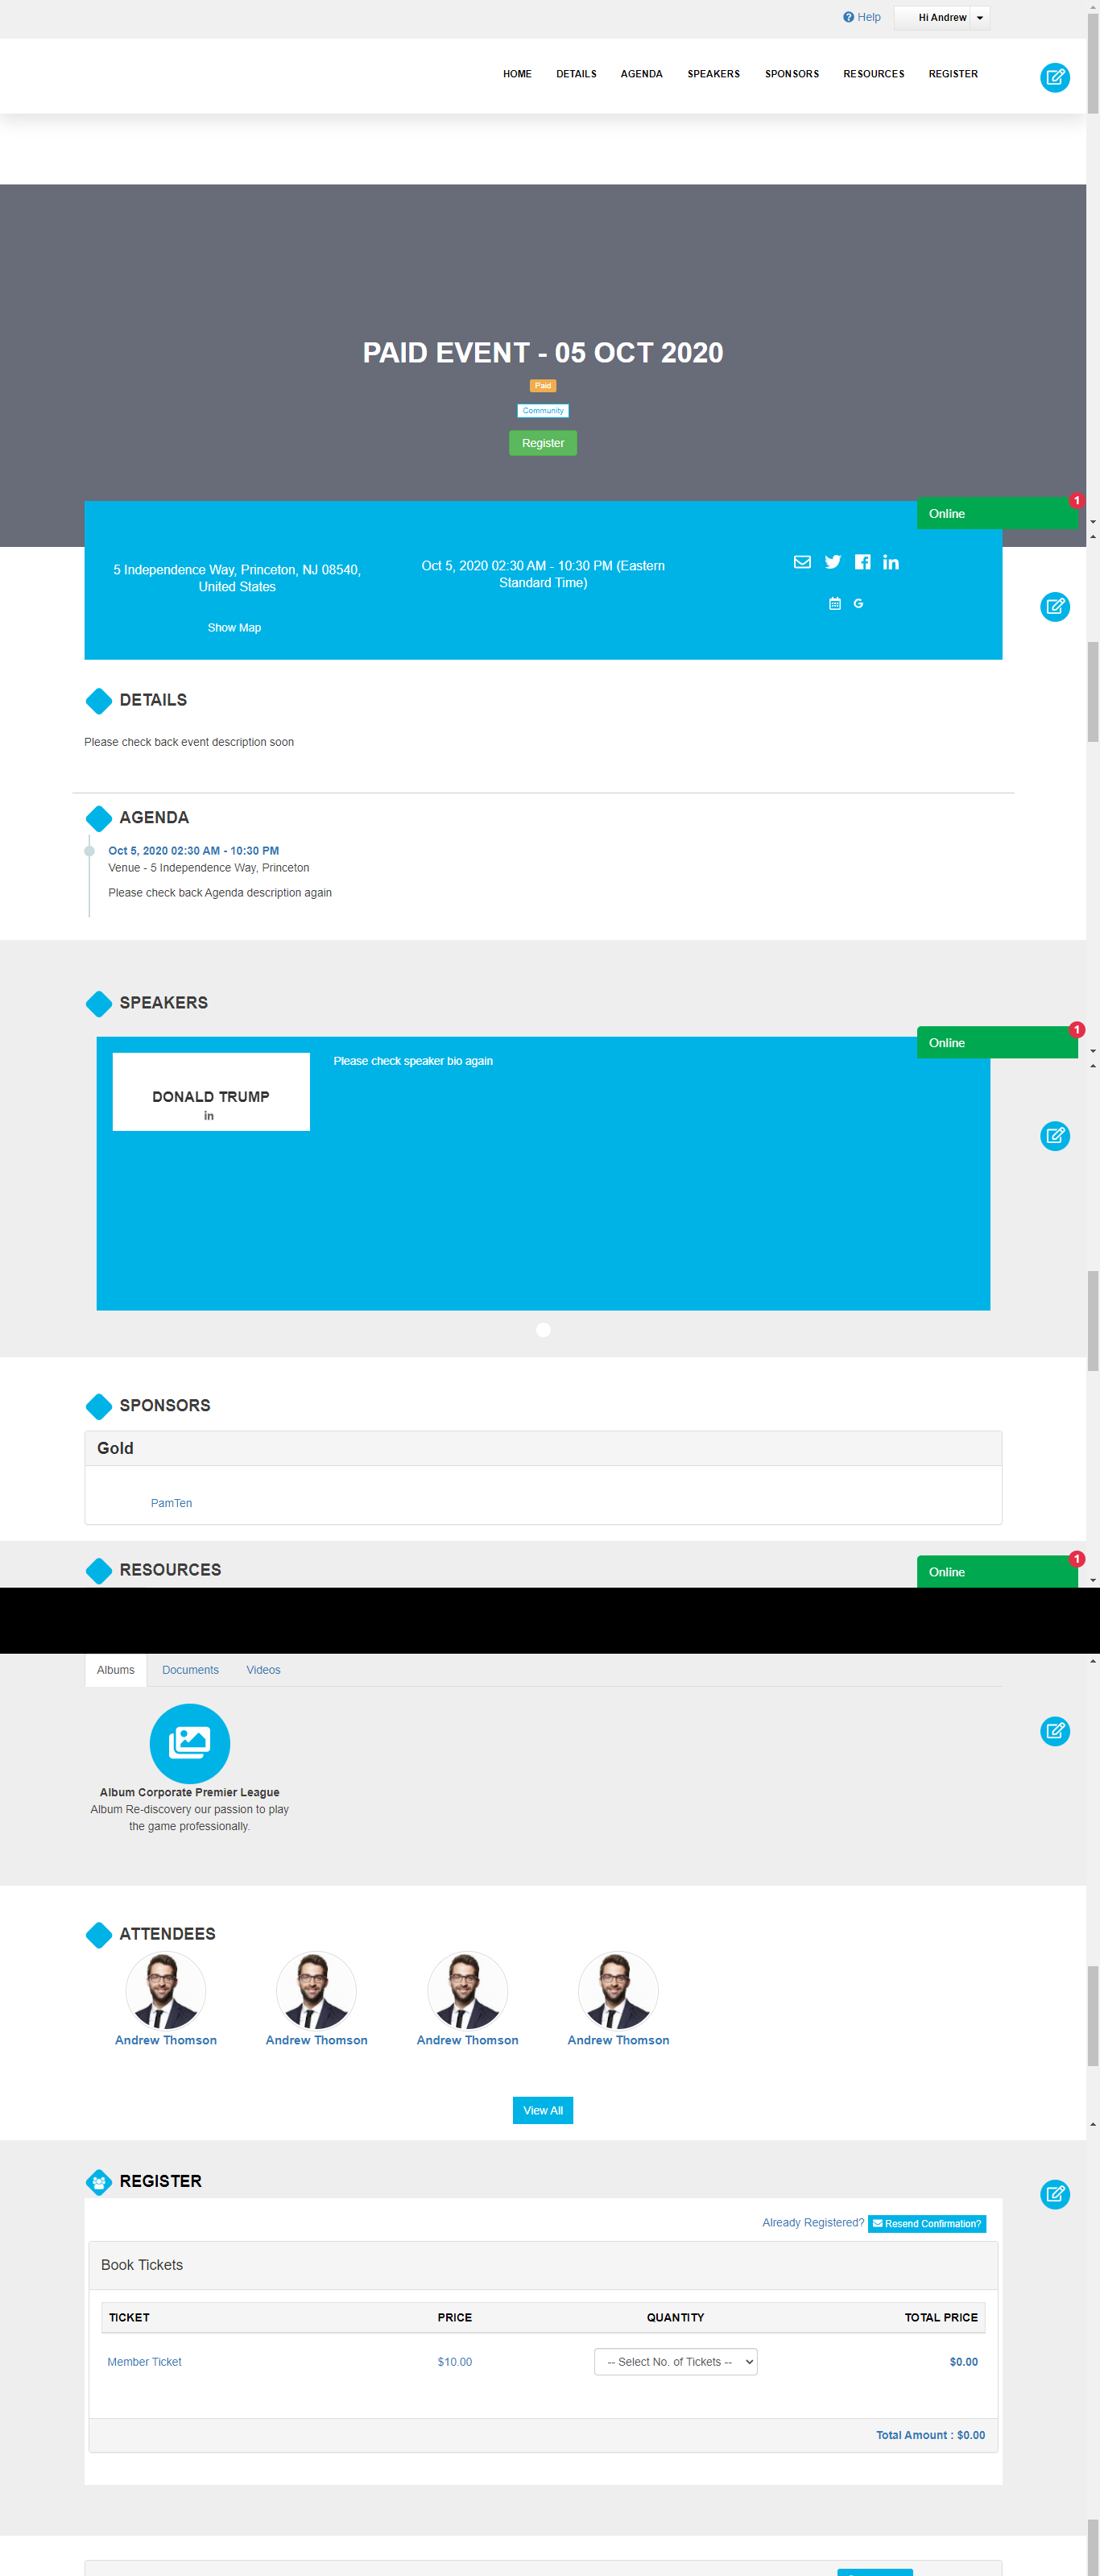 Help
Hi Andrew
HOME DETAILS AGENDA SPEAKERS SPONSORS RESOURCES REGISTER
PAID EVENT - 05 OCT 2020
Paid
Community
Register
Online
1
5 Independence Way, Princeton, NJ 08540,
United States
Show Map
Oct 5, 2020 02:30 AM - 10:30 PM (Eastern
Standard Time)
DETAILS
Please check back event description soon
AGENDA
Oct 5, 2020 02:30 AM - 10:30 PM
Venue - 5 Independence Way, Princeton
Please check back Agenda description again
SPEAKERS
Online
1
DONALD TRUMP
Please check speaker bio again
SPONSORS
Gold
PamTen
RESOURCES
Online
1
Albums Documents Videos
Album Corporate Premier League
Album Re-discovery our passion to play
the game professionally.
ATTENDEES
Andrew Thomson Andrew Thomson Andrew Thomson Andrew Thomson
View All
REGISTER
Already Registered? Resend Confirmation?
Book Tickets
TICKET PRICE QUANTITY TOTAL PRICE
Member Ticket $10.00 -- Select No. of Tickets -- $0.00
Total Amount : $0.00